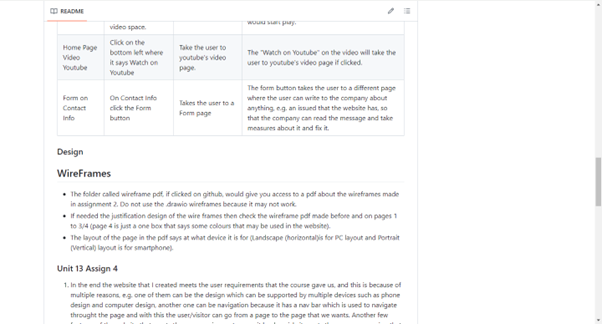 README
video space.
would start play.
Home Page
Video
Youtube
Click on the
bottom left where
it says Watch on
Youtube
Take the user to
youtube's video
page.
The "Watch on Youtube" on the video will take the
user to youtube's video page if clicked.
Form on
Contact
Info
On Contact Info
click the Form
button
Takes the user to a
Form page
The form button takes the user to a different page
where the user can write to the company about
anything, e.g. an issued that the website has, so
that the company can read the message and take
measures about it and fix it.
Design
WireFrames
The folder called wireframe pdf, if clicked on github, would give you access to a pdf about the wireframes made
in assignment 2. Do not use the .drawio wireframes because it may not work.
If needed the justification design of the wire frames then check the wireframe pdf made before and on pages 1
to 3/4 (page 4 is just a one box that says some colours that may be used in the website).
The layout of the page in the pdf says at what device it is for (Landscape (horizontal)is for PC layout and Portrait
(Vertical) layout is for smartphone).
Unit 13 Assign 4
1. In the end the website that I created meets the user requirements that the course gave us, and this is because of
multiple reasons, e.g. one of them can be the design which can be supported by multiple devices such as phone
design and computer design, another one can be navigation because it has a nav bar which is used to navigate
throught the page and with this the user/visitor can go from a page to the page that we wants. Another few